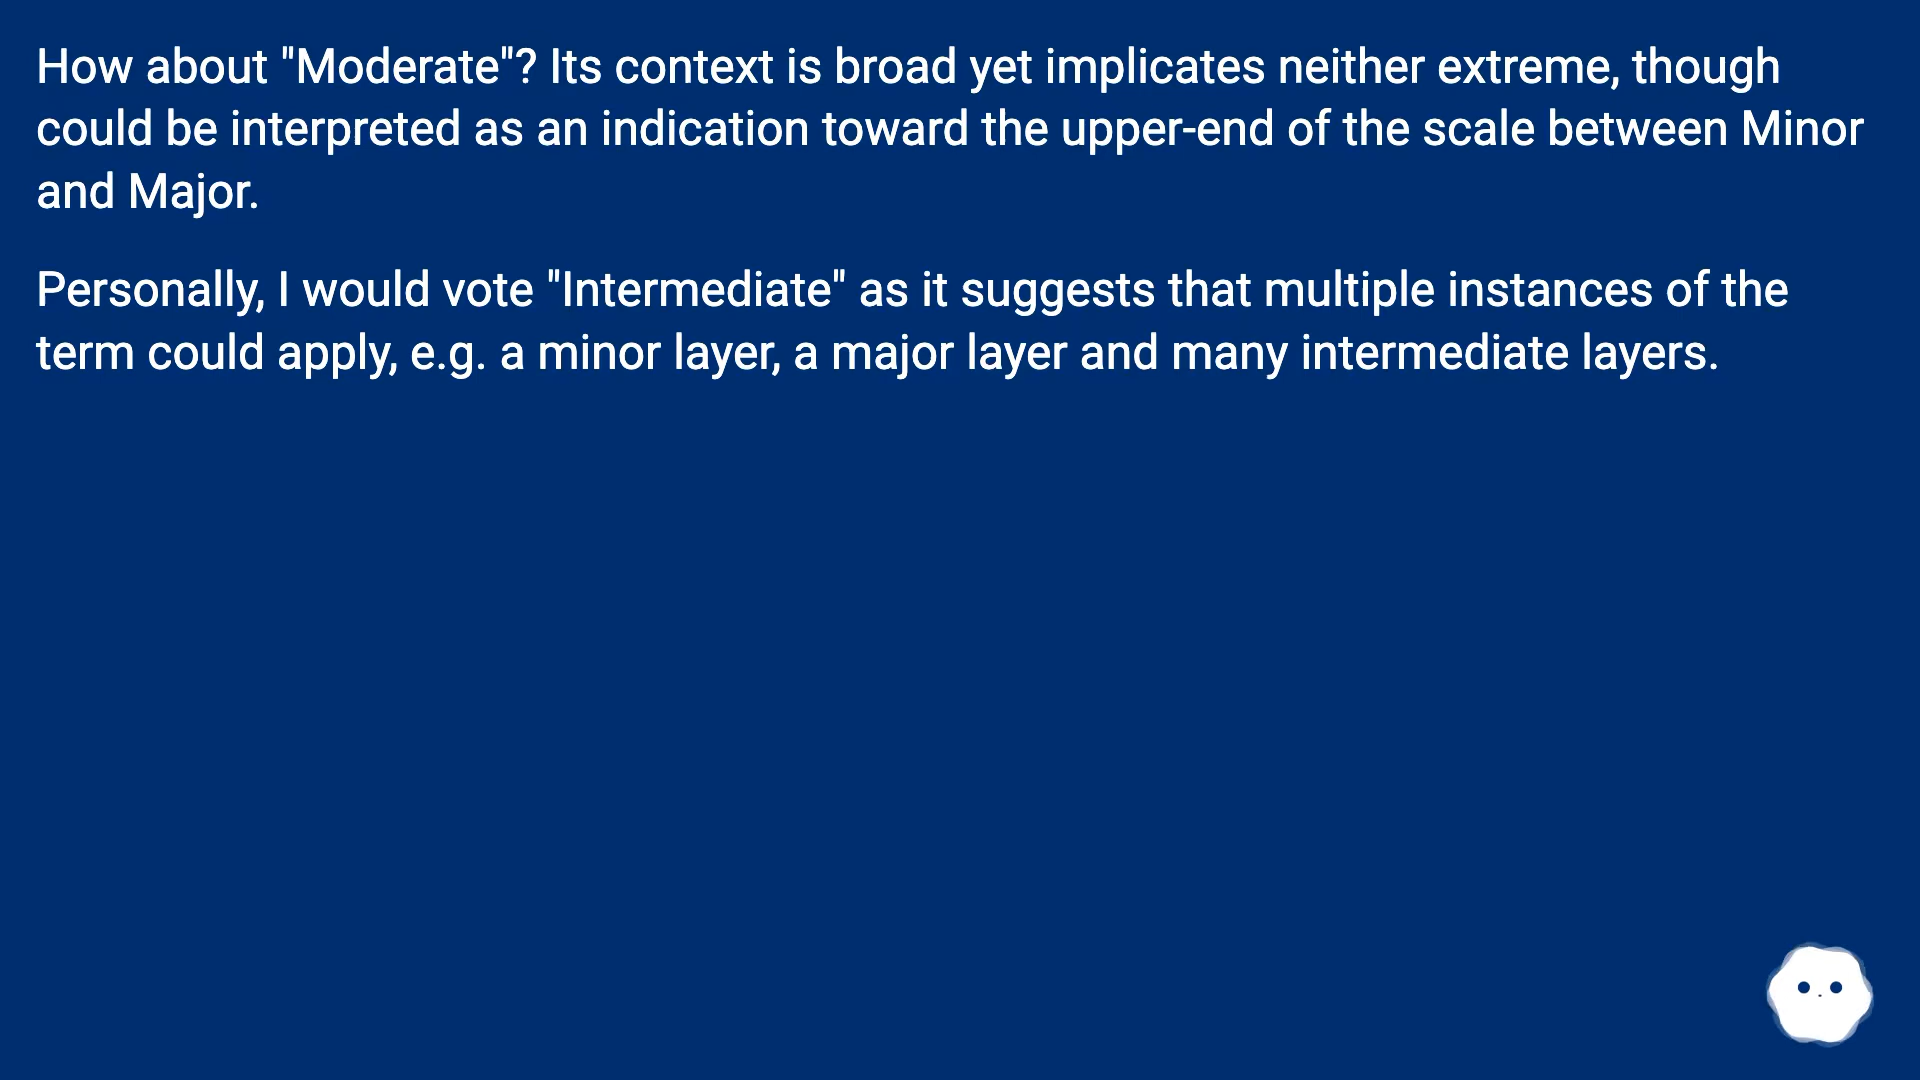 How about "Moderate"? Its context is broad yet implicates neither extreme, though
could be interpreted as an indication toward the upper-end of the scale between Minor
and Major.
Personally, I would vote "Intermediate" as it suggests that multiple instances of the
term could apply, e.g. a minor layer, a major layer and many intermediate layers.